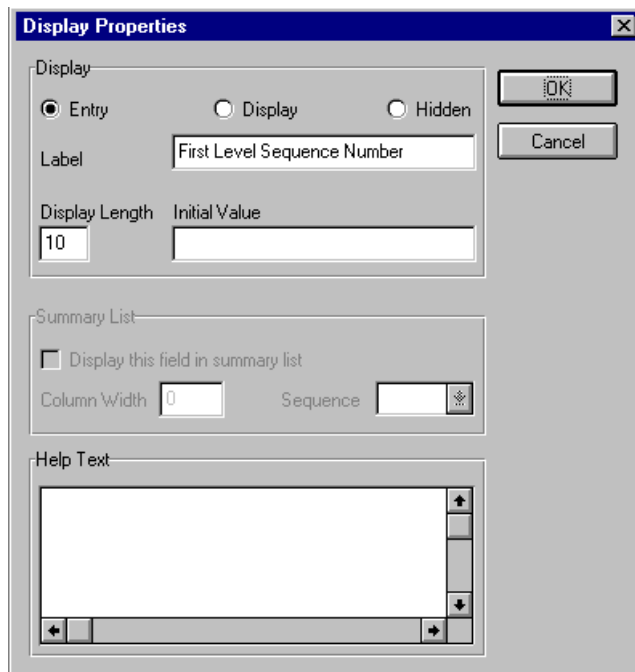 Display Properties
Display
OK
Entry Display Hidden
Cancel
Label First Level Sequence Number
Display Length Initial Value
10
Summary List
Display this field in summary list
Column Width 0 Sequence
Help Text